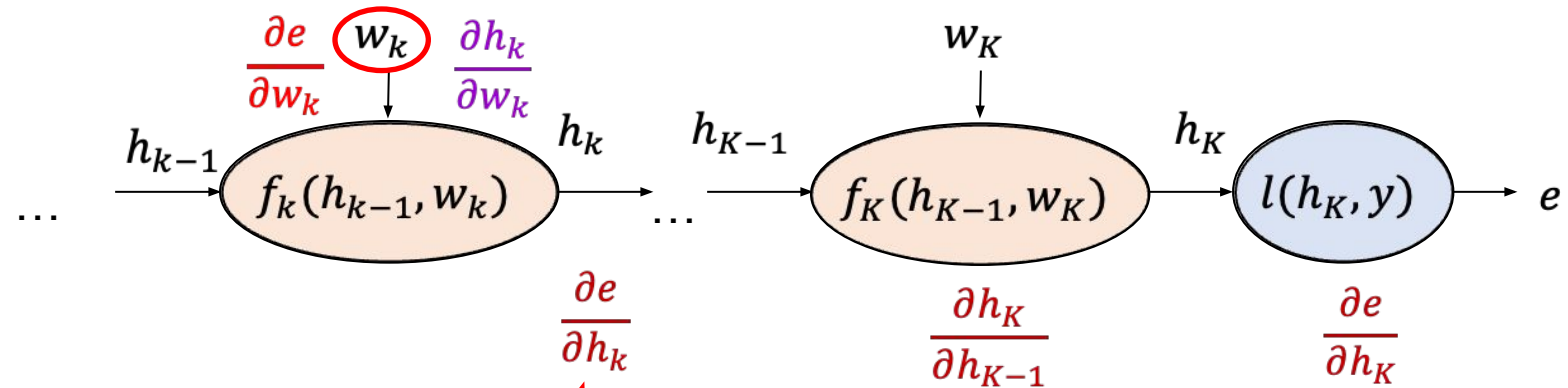 ∂e/∂w_k w_k ∂h_k/∂w_k w_K
h_{k−1} h_k h_{K−1} h_K
... f_k(h_{k−1}, w_k) ... f_K(h_{K−1}, w_K) l(h_K, y) e
∂e/∂h_k ∂h_K/∂h_{K−1} ∂e/∂h_K